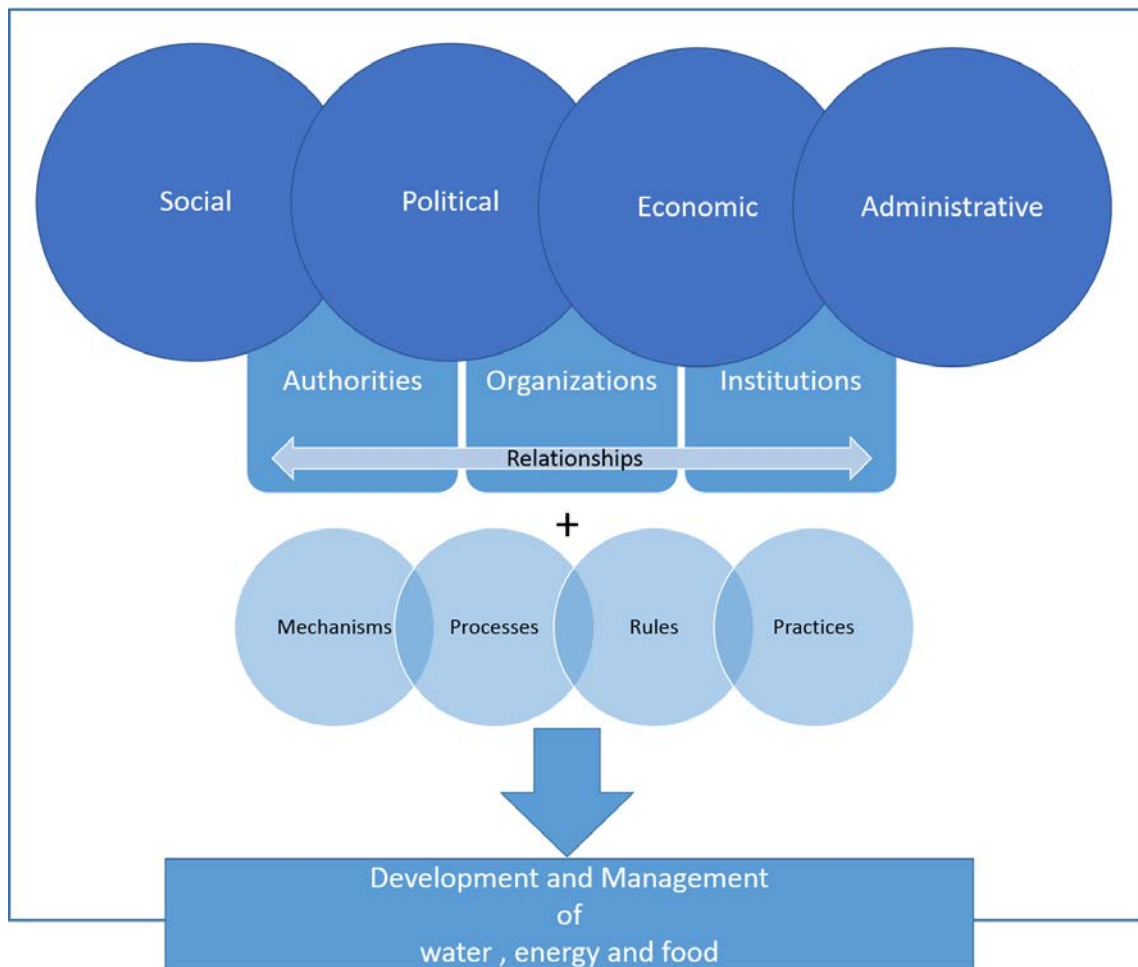 Social
Political
Economic
Administrative
Authorities
Organizations
Institutions
Relationships
+
Mechanisms
Processes
Rules
Practices
Development and Management
of
water , energy and food